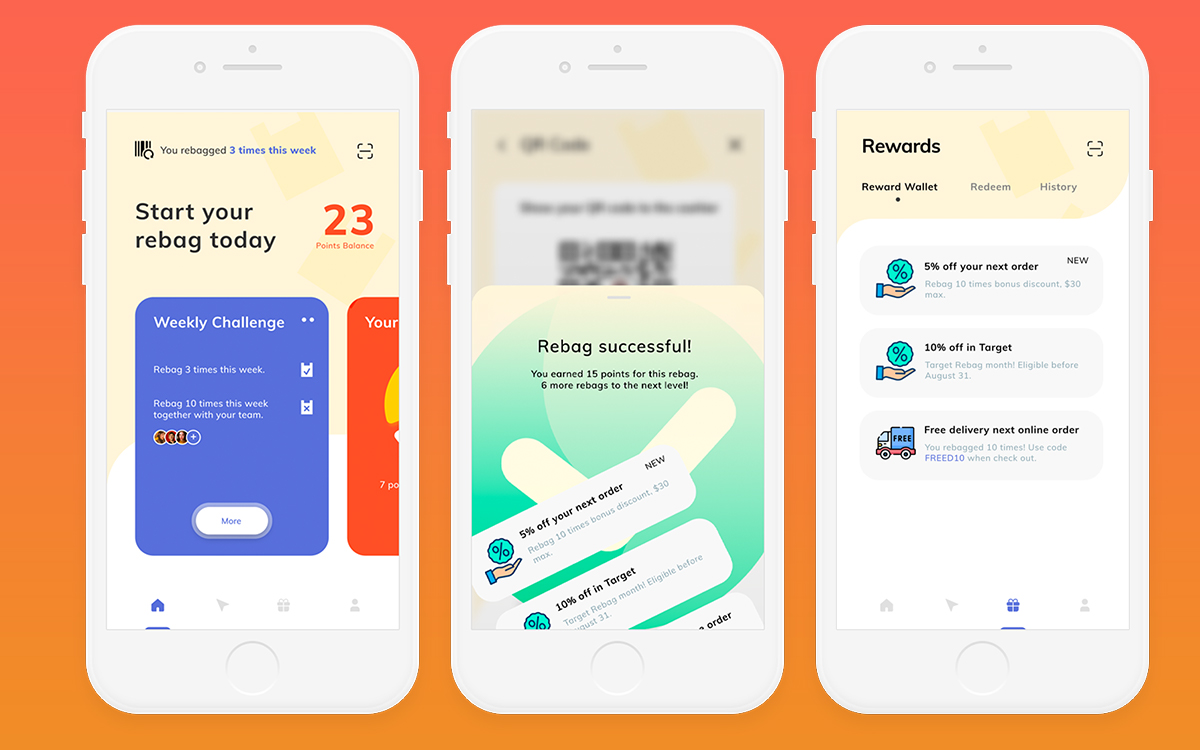 You rebagged 3 times this week
Start your
rebag today
23
Points Balance
Weekly Challenge
Rebag 3 times this week.
Rebag 10 times this week
together with your team.
More
Your
7 po
QR Code
Show your QR code to the cashier
Rebag successful!
You earned 15 points for this rebag.
6 more rebags to the next level!
NEW
5% off your next order
Rebag 10 times bonus discount, $30
max.
10% off in Target
Target Rebag month! Eligible before
August 31.
order
Rewards
Reward Wallet
Redeem
History
NEW
5% off your next order
Rebag 10 times bonus discount, $30
max.
10% off in Target
Target Rebag month! Eligible before
August 31.
FREE
Free delivery next online order
You rebagged 10 times! Use code
FREED10 when check out.